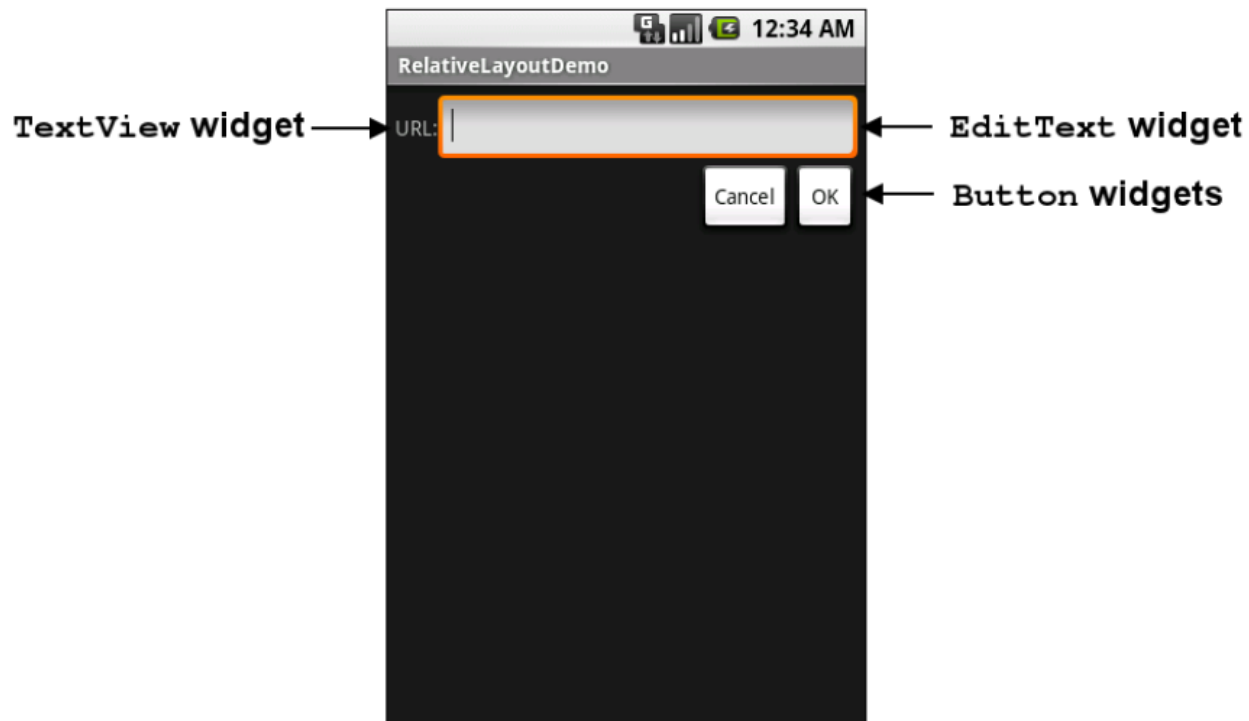 G 12:34 AM
RelativeLayoutDemo
TextView widget
URL:
EditText widget
Cancel
OK
Button widgets